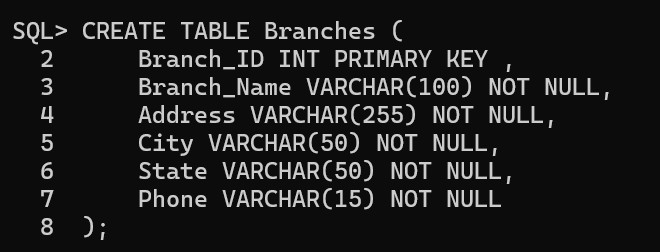 SQL> CREATE TABLE Branches (
  2      Branch_ID INT PRIMARY KEY ,
  3      Branch_Name VARCHAR(100) NOT NULL,
  4      Address VARCHAR(255) NOT NULL,
  5      City VARCHAR(50) NOT NULL,
  6      State VARCHAR(50) NOT NULL,
  7      Phone VARCHAR(15) NOT NULL
  8  );